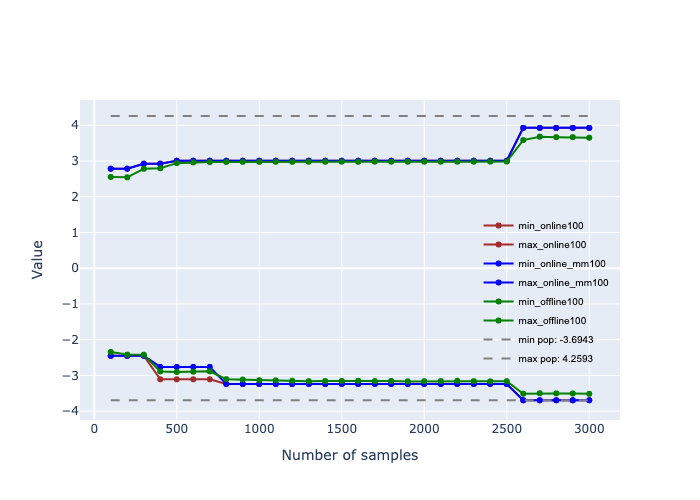 4
3
2
1
0
−1
−2
−3
−4
Value
0
500
1000
1500
2000
2500
3000
Number of samples
min_online100
max_online100
min_online_mm100
max_online_mm100
min_offline100
max_offline100
min pop: -3.6943
max pop: 4.2593